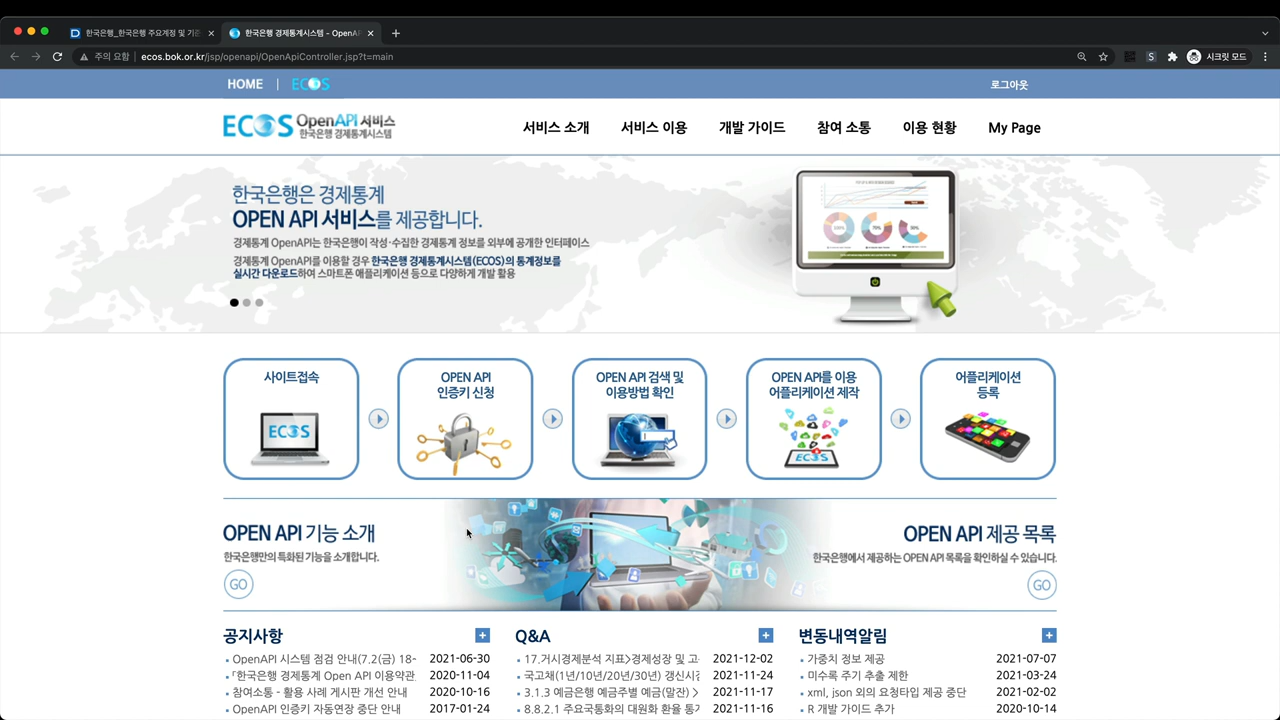 한국은행_한국은행 주요계정 및 기준
한국은행 경제통계시스템 - OpenAPI
주의 요함 | ecos.bok.or.kr/jsp/openapi/OpenApiController.jsp?t=main
S
시크릿 모드
HOME | ECOS
로그아웃
ECOS OpenAPI 서비스
한국은행 경제통계시스템
서비스 소개
서비스 이용
개발 가이드
참여 소통
이용 현황
My Page
한국은행은 경제통계
OPEN API 서비스를 제공합니다.
경제통계 OpenAPI는 한국은행이 작성·수집한 경제통계 정보를 외부에 공개한 인터페이스
경제통계 OpenAPI를 이용할 경우 한국은행 경제통계시스템(ECOS)의 통계정보를
실시간 다운로드하여 스마트폰 애플리케이션 등으로 다양하게 개발 활용
사이트접속
ECOS
OPEN API
인증키 신청
OPEN API 검색 및
이용방법 확인
OPEN API를 이용
어플리케이션 제작
ECOS
어플리케이션
등록
OPEN API 기능 소개
한국은행만의 특화된 기능을 소개합니다.
GO
OPEN API 제공 목록
한국은행에서 제공하는 OPEN API 목록을 확인하실 수 있습니다.
GO
공지사항
OpenAPI 시스템 점검 안내(7.2(금) 18- 2021-06-30
「한국은행 경제통계 Open API 이용약관 2020-11-04
참여소통 - 활용 사례 게시판 개선 안내 2020-10-16
OpenAPI 인증키 자동연장 중단 안내 2017-01-24
Q&A
17.거시경제분석 지표>경제성장 및 고 2021-12-02
국고채(1년/10년/20년/30년) 갱신시점 2021-11-24
3.1.3 예금은행 예금주별 예금(말잔) > 2021-11-17
8.8.2.1 주요국통화의 대원화 환율 통계 2021-11-16
변동내역알림
가중치 정보 제공 2021-07-07
미수록 주기 추출 제한 2021-03-24
xml, json 외의 요청타입 제공 중단 2021-02-02
R 개발 가이드 추가 2020-10-14